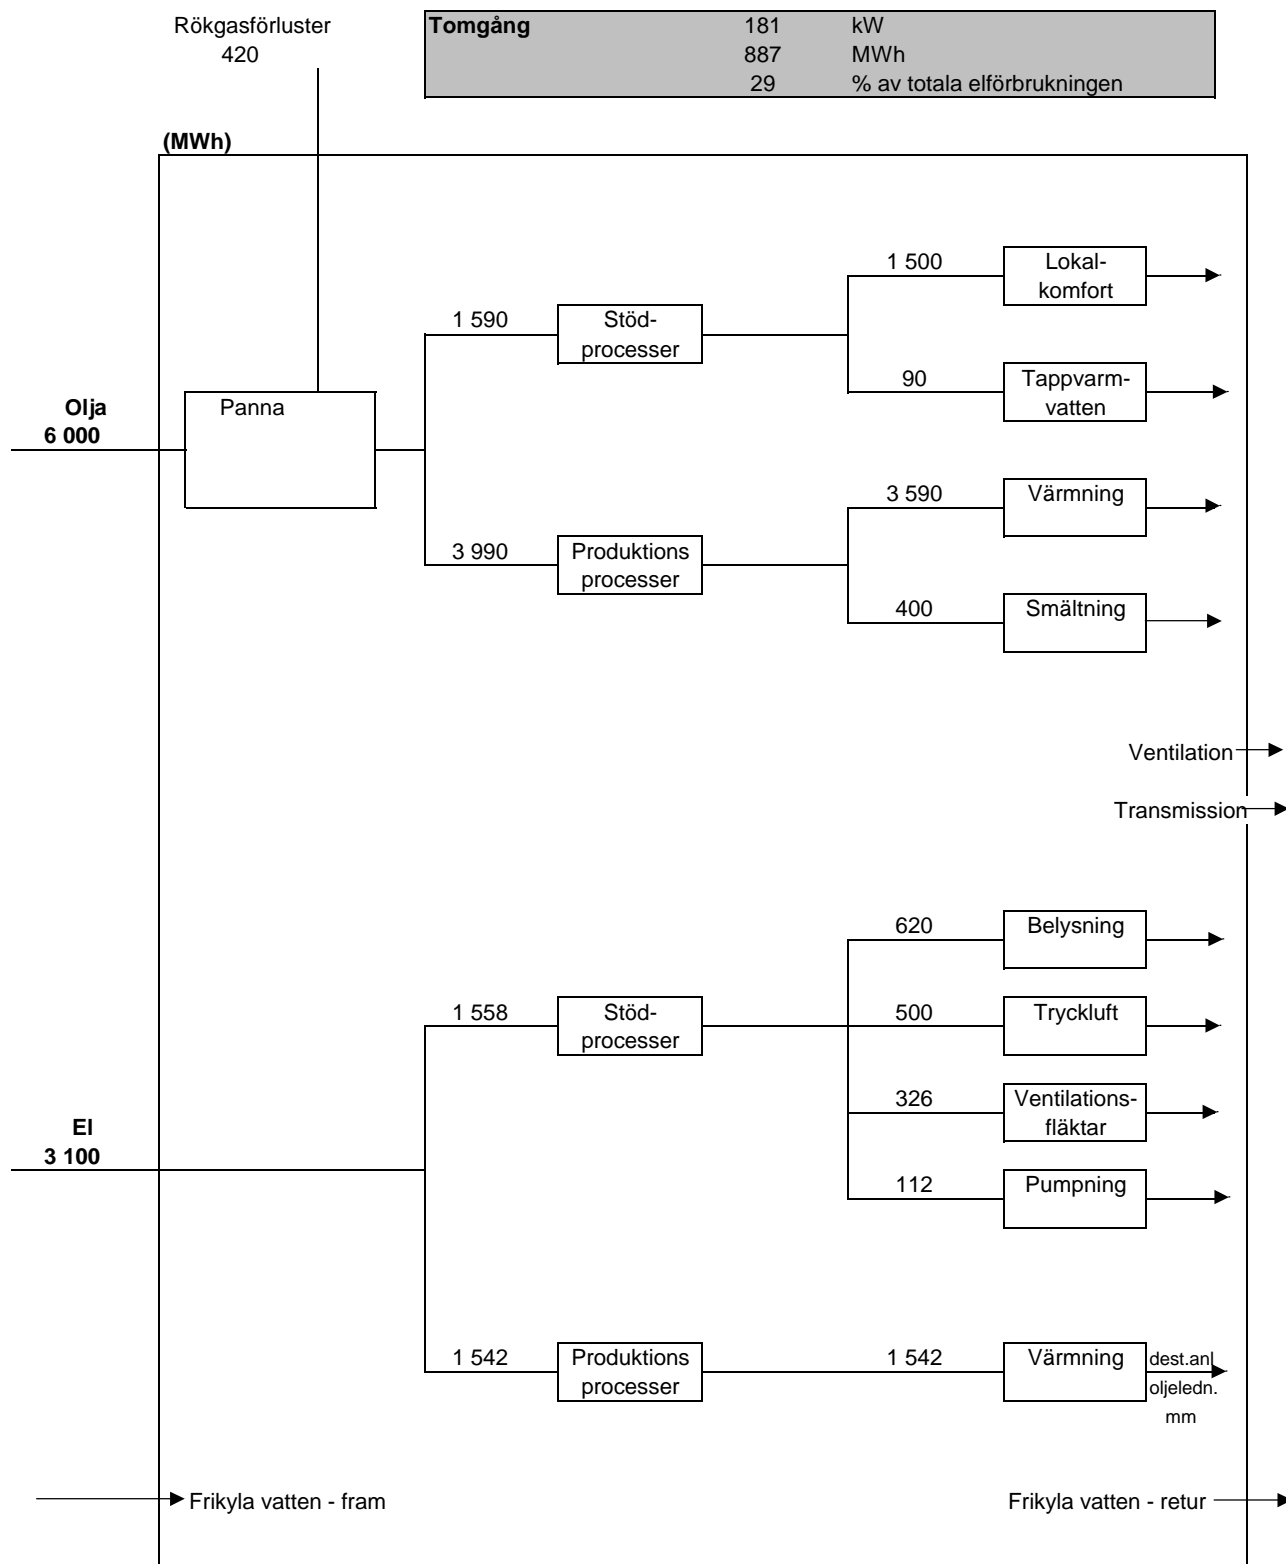 Rökgasförluster
420
Tomgång 181 kW
887 MWh
29 % av totala elförbrukningen
(MWh)
1 500
Lokal-
komfort
1 590
Stöd-
processer
90
Tappvarm-
vatten
Olja
6 000
Panna
3 590
Värmning
3 990
Produktions
processer
400
Smältning
Ventilation
Transmission
620
Belysning
1 558
Stöd-
processer
500
Tryckluft
326
Ventilations-
fläktar
El
3 100
112
Pumpning
1 542
Produktions
processer
1 542
Värmning
dest.anl
oljeledn.
mm
Frikyla vatten - fram
Frikyla vatten - retur